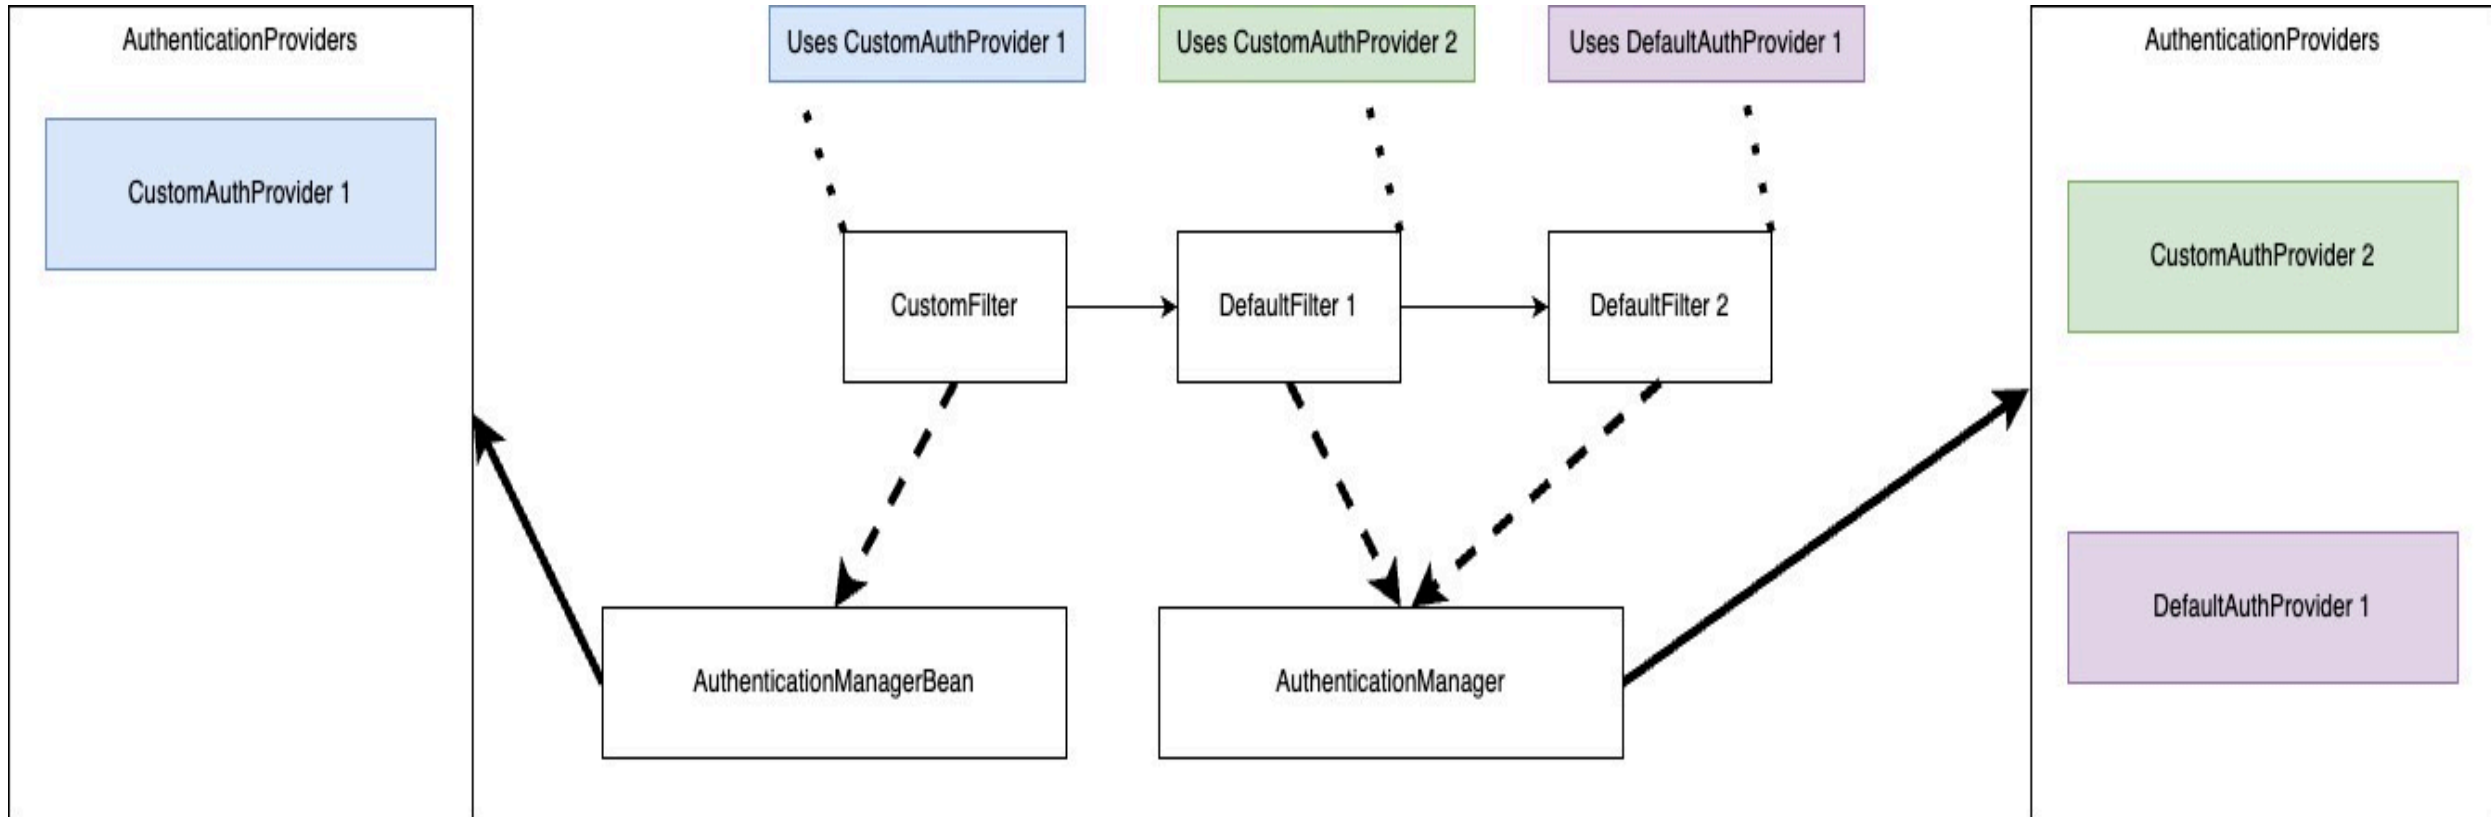 AuthenticationProviders
CustomAuthProvider 1
Uses CustomAuthProvider 1
Uses CustomAuthProvider 2
Uses DefaultAuthProvider 1
CustomFilter
DefaultFilter 1
DefaultFilter 2
AuthenticationManagerBean
AuthenticationManager
AuthenticationProviders
CustomAuthProvider 2
DefaultAuthProvider 1